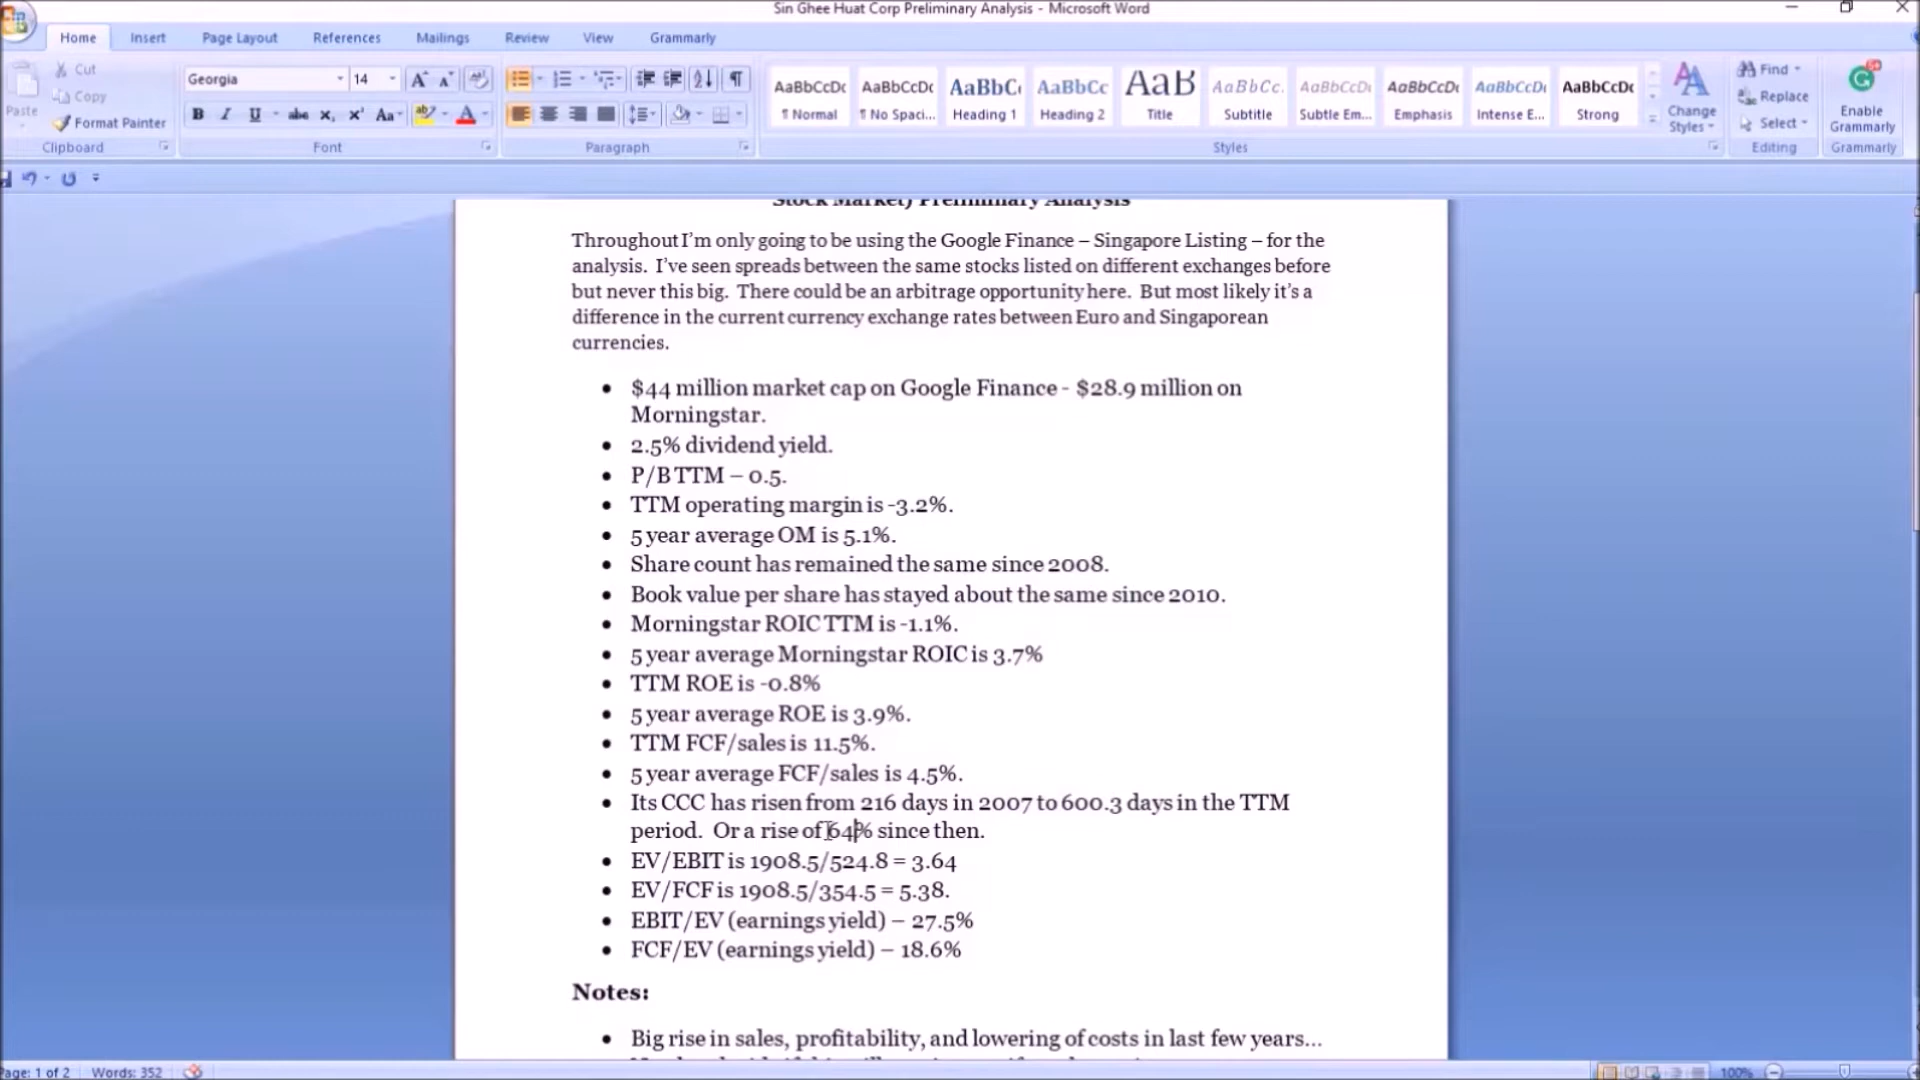 Sin Ghee Huat Corp Preliminary Analysis - Microsoft Word
Home Insert Page Layout References Mailings Review View Grammarly
Cut
Copy
Format Painter
Paste
Clipboard
Georgia 14
Font
Paragraph
AaBbCcDc AaBbCcDc AaBbC AaBbCc AaB AaBbCc. AaBbCcDc AaBbCcDc AaBbCcDc AaBbCcDc
¶ Normal ¶ No Spaci... Heading 1 Heading 2 Title Subtitle Subtle Em... Emphasis Intense E... Strong
Change Styles
Styles
Find
Replace
Select
Editing
Enable Grammarly
Grammarly
Stock Market) Preliminary Analysis
Throughout I'm only going to be using the Google Finance – Singapore Listing – for the
analysis. I've seen spreads between the same stocks listed on different exchanges before
but never this big. There could be an arbitrage opportunity here. But most likely it's a
difference in the current currency exchange rates between Euro and Singaporean
currencies.
• $44 million market cap on Google Finance - $28.9 million on
Morningstar.
• 2.5% dividend yield.
• P/B TTM – 0.5.
• TTM operating margin is -3.2%.
• 5 year average OM is 5.1%.
• Share count has remained the same since 2008.
• Book value per share has stayed about the same since 2010.
• Morningstar ROIC TTM is -1.1%.
• 5 year average Morningstar ROIC is 3.7%
• TTM ROE is -0.8%
• 5 year average ROE is 3.9%.
• TTM FCF/sales is 11.5%.
• 5 year average FCF/sales is 4.5%.
• Its CCC has risen from 216 days in 2007 to 600.3 days in the TTM
period. Or a rise of 64% since then.
• EV/EBIT is 1908.5/524.8 = 3.64
• EV/FCF is 1908.5/354.5 = 5.38.
• EBIT/EV (earnings yield) – 27.5%
• FCF/EV (earnings yield) – 18.6%
Notes:
• Big rise in sales, profitability, and lowering of costs in last few years...
Page: 1 of 2 Words: 352 100%